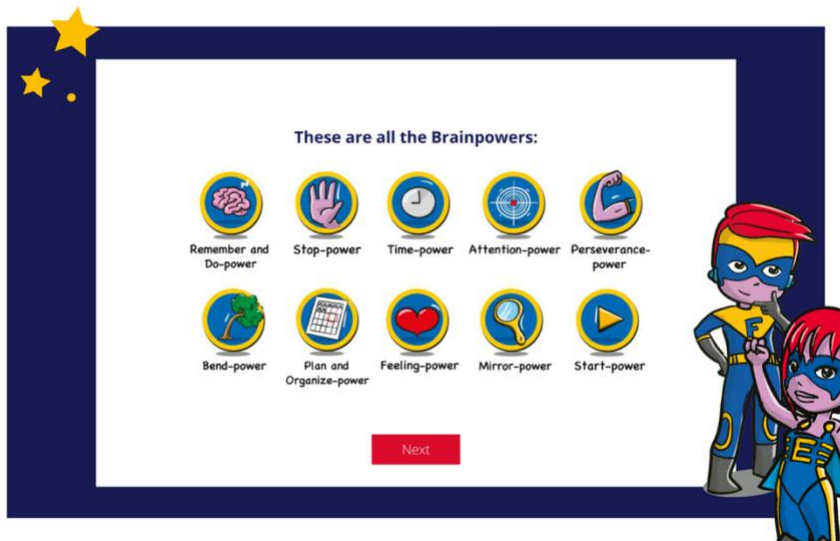 These are all the Brainpowers:
Remember and
Do-power
Stop-power
Time-power
Attention-power
Perseverance-
power
Bend-power
Plan and
Organize-power
Feeling-power
Mirror-power
Start-power
Next
F
E